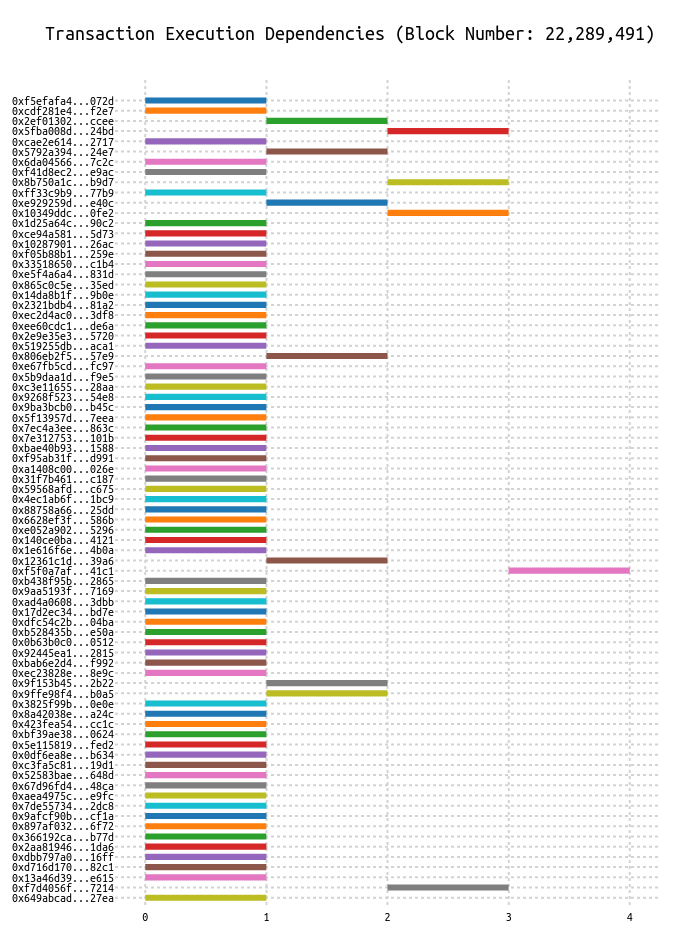 Transaction Execution Dependencies (Block Number: 22,289,491)
0xf5efafa4...072d
0xcdf281e4...f2e7
0x2ef01302...ccee
0x5fba008d...24bd
0xcae2e614...2717
0x5792a394...24e7
0x6da04566...7c2c
0xf41d8ec2...e9ac
0x8b750a1c...b9d7
0xff33c9b9...77b9
0xe929259d...e40c
0x10349ddc...0fe2
0x1d25a64c...90c2
0xce94a581...5d73
0x10287901...26ac
0xf05b88b1...259e
0x33518650...c1b4
0xe5f4a6a4...831d
0x865c0c5e...35ed
0x14da8b1f...9b0e
0x2321bdb4...81a2
0xec2d4ac0...3df8
0xee60cdc1...de6a
0x2e9e35e3...5720
0x519255db...aca1
0x806eb2f5...57e9
0xe67fb5cd...fc97
0x5b9daa1d...f9e5
0xc3e11655...28aa
0x9268f523...54e8
0x9ba3bcb0...b45c
0x5f13957d...7eea
0x7ec4a3ee...863c
0x7e312753...101b
0xbae40b93...1588
0xf95ab31f...d991
0xa1408c00...026e
0x31f7b461...c187
0x59568afd...c675
0x4ec1ab6f...1bc9
0x88758a66...25dd
0x6628ef3f...586b
0xe052a902...5296
0x140ce0ba...4121
0x1e616f6e...4b0a
0x12361c1d...39a6
0xf5f0a7af...41c1
0xb438f95b...2865
0x9aa5193f...7169
0xad4a0608...3dbb
0x17d2ec34...bd7e
0xdfc54c2b...04ba
0xb528435b...e50a
0x0b63b0c0...0512
0x92445ea1...2815
0xbab6e2d4...f992
0xec23828e...8e9c
0x9f153b45...2b22
0x9ffe98f4...b0a5
0x3825f99b...0e0e
0x8a42038e...a24c
0x423fea54...cc1c
0xbf39ae38...0624
0x5e115819...fed2
0x0df6ea8e...b634
0xc3fa5c81...19d1
0x52583bae...648d
0x67d96fd4...48ca
0xaea4975c...e9fc
0x7de55734...2dc8
0x9afcf90b...cf1a
0x897af032...6f72
0x366192ca...b77d
0x2aa81946...1da6
0xdbb797a0...16ff
0xd716d170...82c1
0x13a46d39...e615
0xf7d4056f...7214
0x649abcad...27ea
0 1 2 3 4